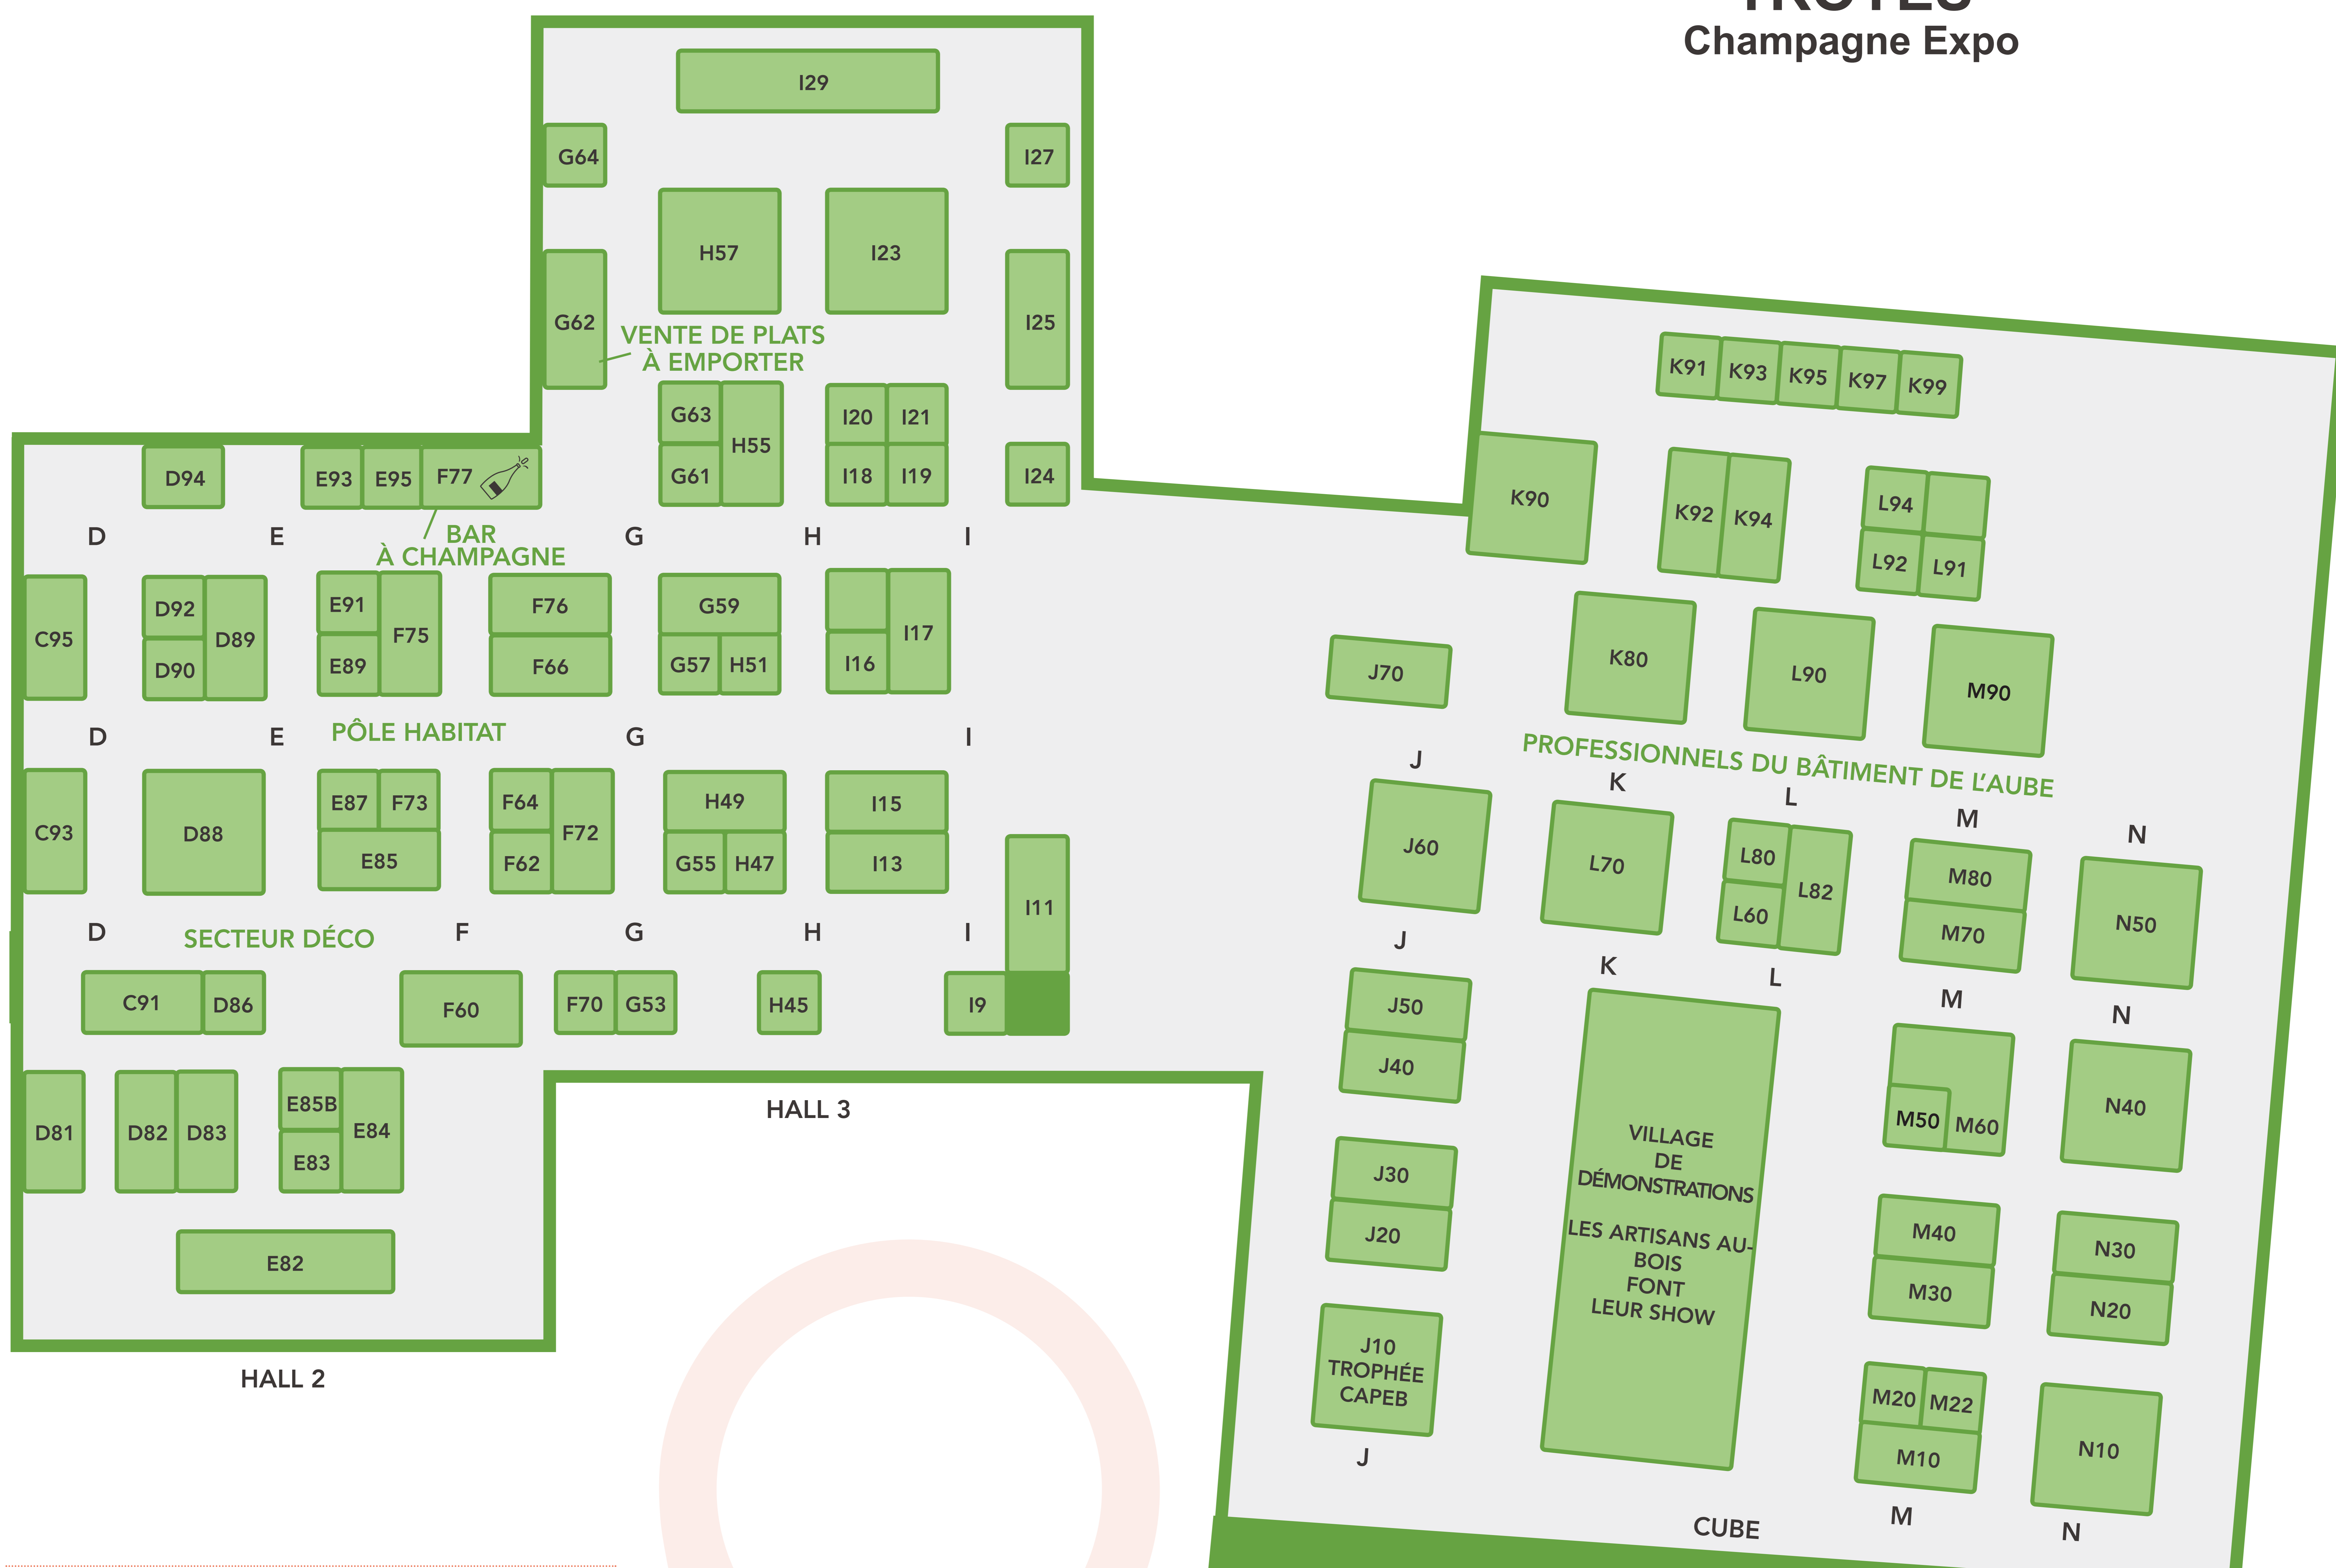 TROYES
Champagne Expo
I29
G64
I27
H57
I23
G62
I25
VENTE DE PLATS
À EMPORTER
G63
H55
G61
I20
I21
I18
I19
I24
D94
E93
E95
F77
BAR
À CHAMPAGNE
D
E
G
H
I
C95
D92
D89
D90
E91
F75
E89
F76
F66
G59
G57
H51
I17
I16
D
E
PÔLE HABITAT
G
I
C93
D88
E87
F73
E85
F64
F72
F62
H49
G55
H47
I15
I13
I11
D
SECTEUR DÉCO
F
G
H
I
C91
D86
F60
F70
G53
H45
I9
D81
D82
D83
E85B
E84
E83
E82
HALL 3
HALL 2
K91
K93
K95
K97
K99
K90
K92
K94
L94
L92
L91
J70
K80
L90
M90
PROFESSIONNELS DU BÂTIMENT DE L’AUBE
J
K
L
M
N
J60
L70
L80
L82
L60
M80
M70
N50
J
K
L
M
N
J50
J40
J30
J20
J10
TROPHÉE
CAPEB
J
VILLAGE
DE
DÉMONSTRATIONS
LES ARTISANS AU-
BOIS
FONT
LEUR SHOW
M50
M60
N40
M40
M30
N30
N20
M20
M22
M10
N10
CUBE
M
N